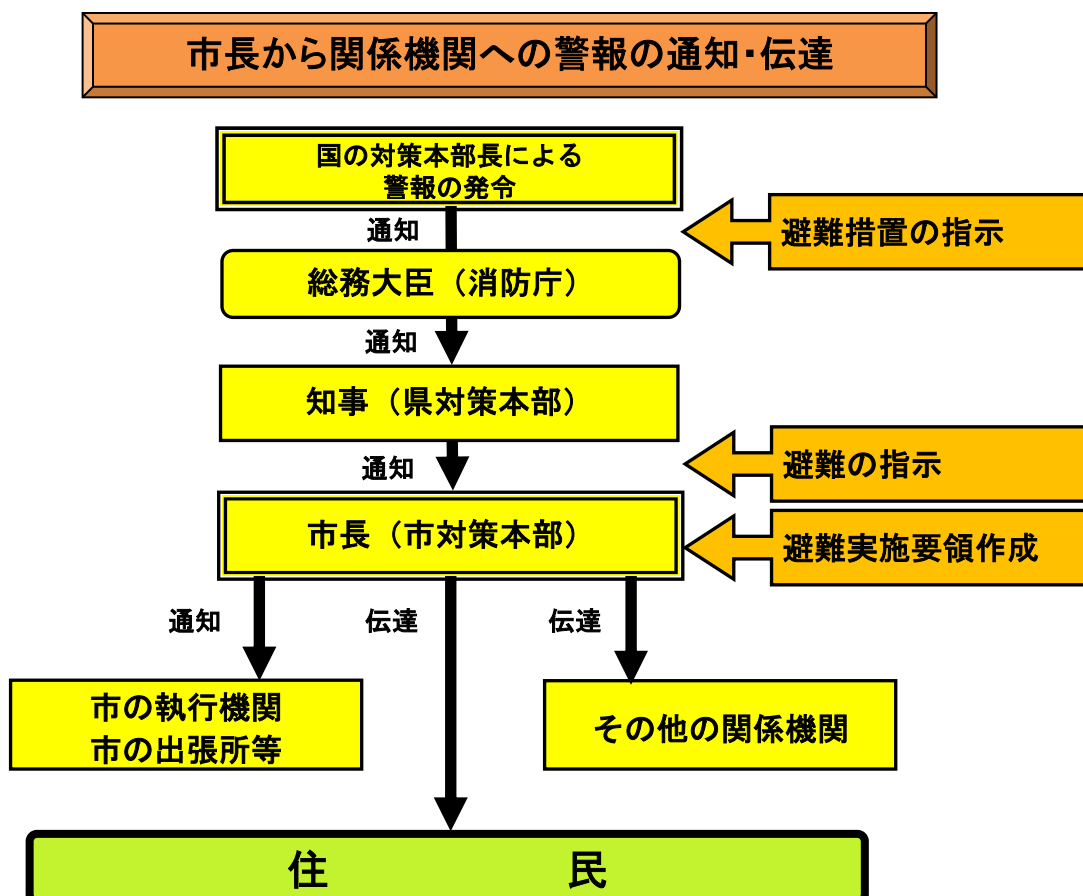 市長から関係機関への警報の通知・伝達
国の対策本部長による
警報の発令
通知
避難措置の指示
総務大臣（消防庁）
通知
知事（県対策本部）
通知
避難の指示
市長（市対策本部）
避難実施要領作成
通知
伝達
伝達
市の執行機関
市の出張所等
その他の関係機関
住　　　　　民